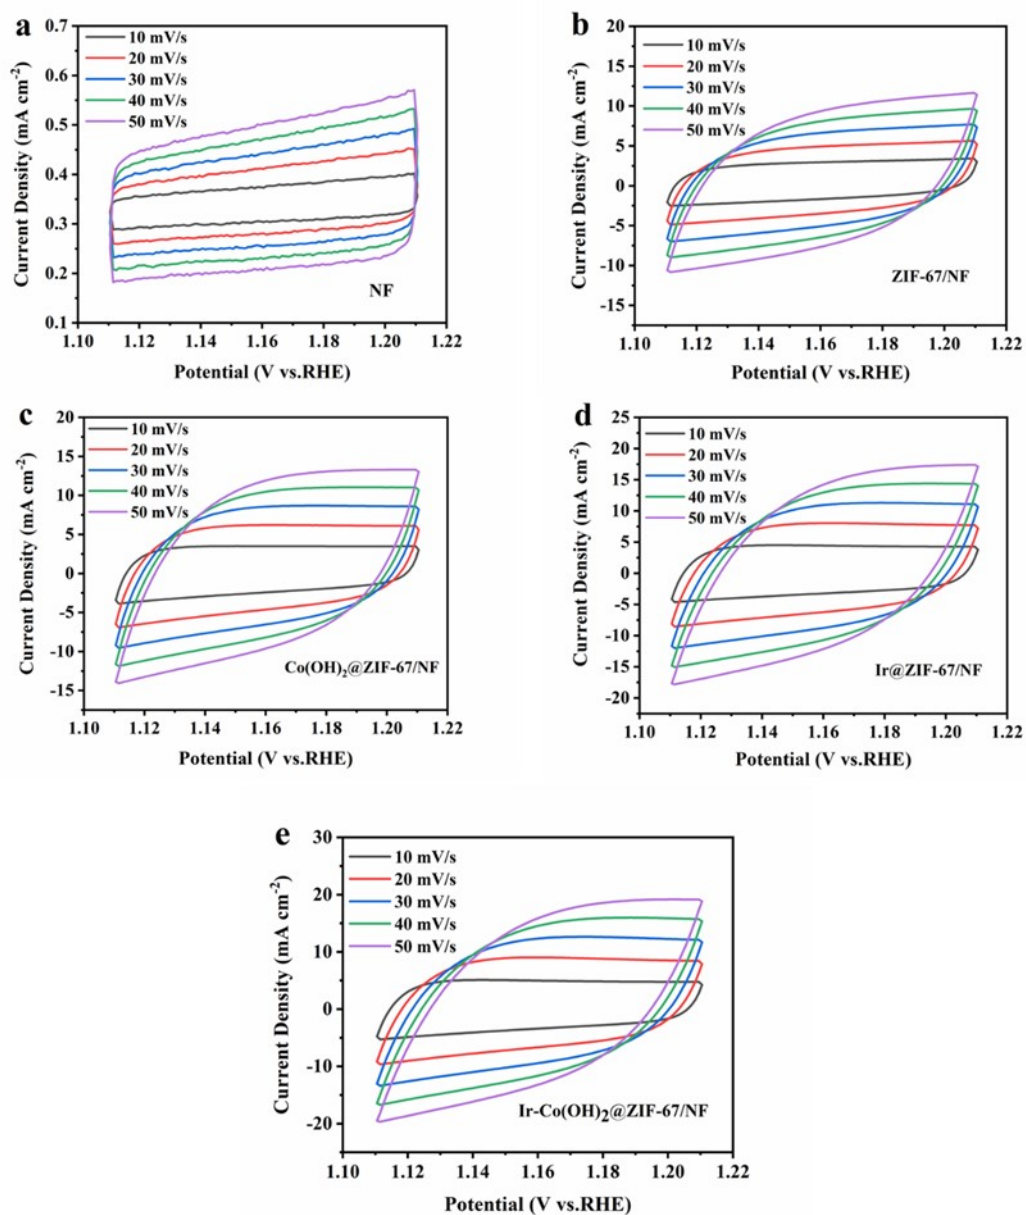 a
0.7
0.6
0.5
0.4
0.3
0.2
0.1
Current Density (mA cm⁻²)
10 mV/s
20 mV/s
30 mV/s
40 mV/s
50 mV/s
NF
1.10 1.12 1.14 1.16 1.18 1.20 1.22
Potential (V vs.RHE)
b
20
15
10
5
0
-5
-10
-15
Current Density (mA cm⁻²)
10 mV/s
20 mV/s
30 mV/s
40 mV/s
50 mV/s
ZIF-67/NF
1.10 1.12 1.14 1.16 1.18 1.20 1.22
Potential (V vs.RHE)
c
20
15
10
5
0
-5
-10
-15
Current Density (mA cm⁻²)
10 mV/s
20 mV/s
30 mV/s
40 mV/s
50 mV/s
Co(OH)₂@ZIF-67/NF
1.10 1.12 1.14 1.16 1.18 1.20 1.22
Potential (V vs.RHE)
d
25
20
15
10
5
0
-5
-10
-15
-20
Current Density (mA cm⁻²)
10 mV/s
20 mV/s
30 mV/s
40 mV/s
50 mV/s
Ir@ZIF-67/NF
1.10 1.12 1.14 1.16 1.18 1.20 1.22
Potential (V vs.RHE)
e
30
20
10
0
-10
-20
Current Density (mA cm⁻²)
10 mV/s
20 mV/s
30 mV/s
40 mV/s
50 mV/s
Ir-Co(OH)₂@ZIF-67/NF
1.10 1.12 1.14 1.16 1.18 1.20 1.22
Potential (V vs.RHE)